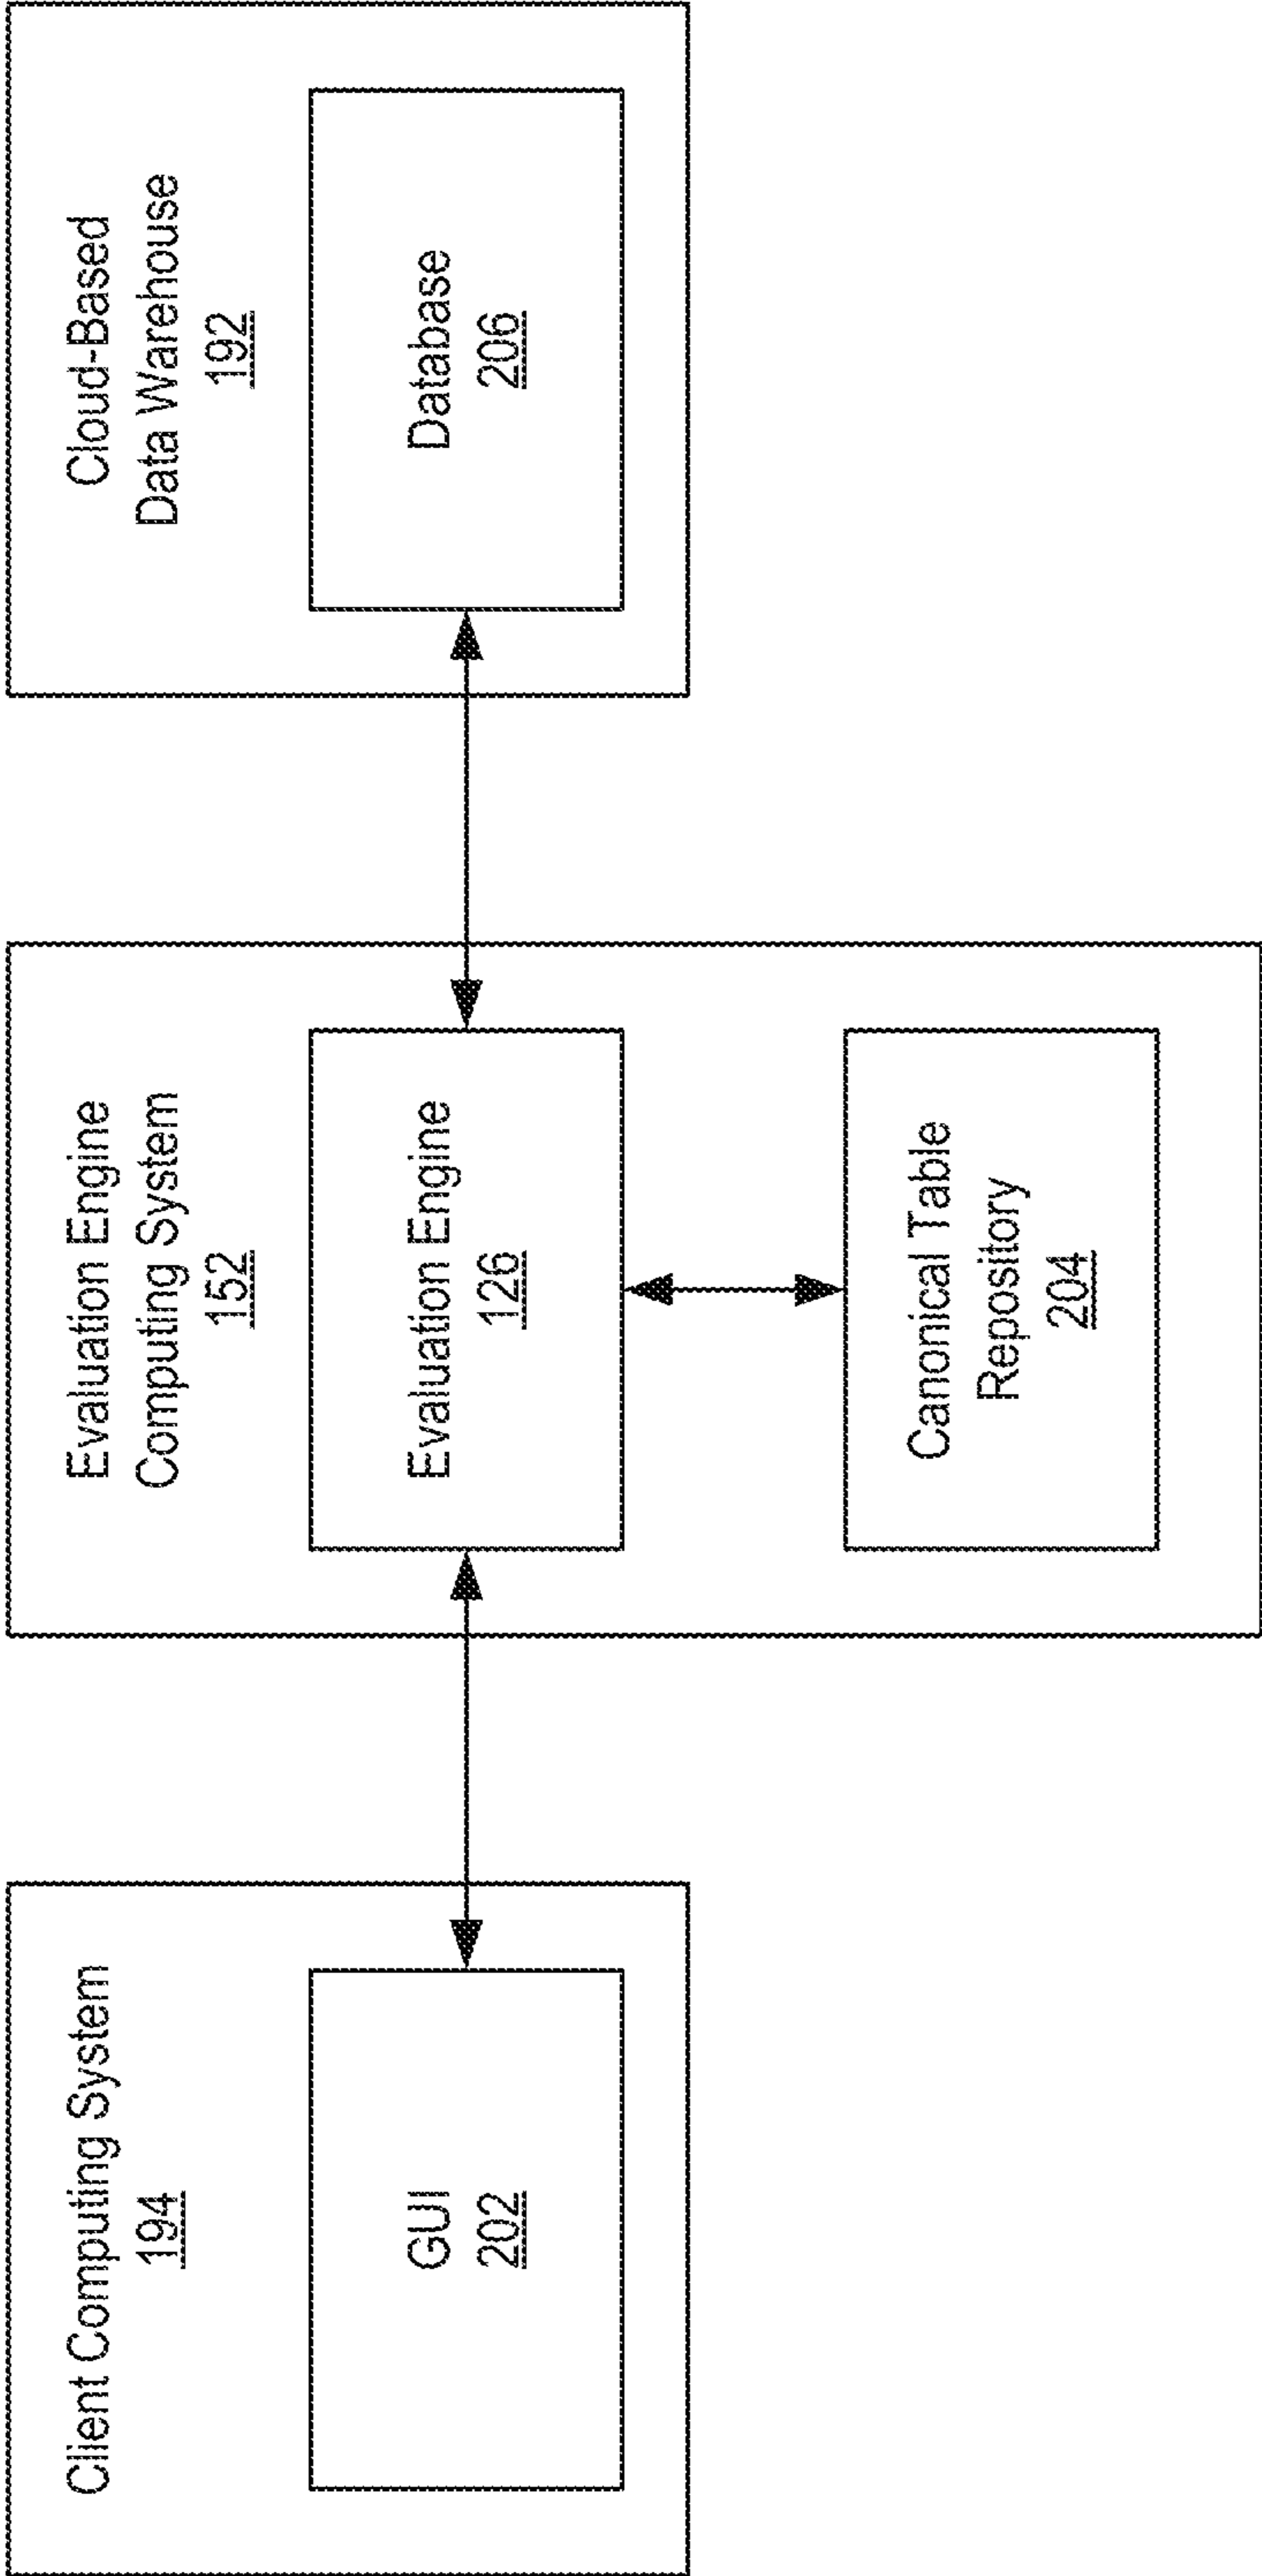 Client Computing System
194
GUI
202
Evaluation Engine
Computing System
152
Evaluation Engine
126
Canonical Table
Repository
204
Cloud-Based
Data Warehouse
192
Database
206